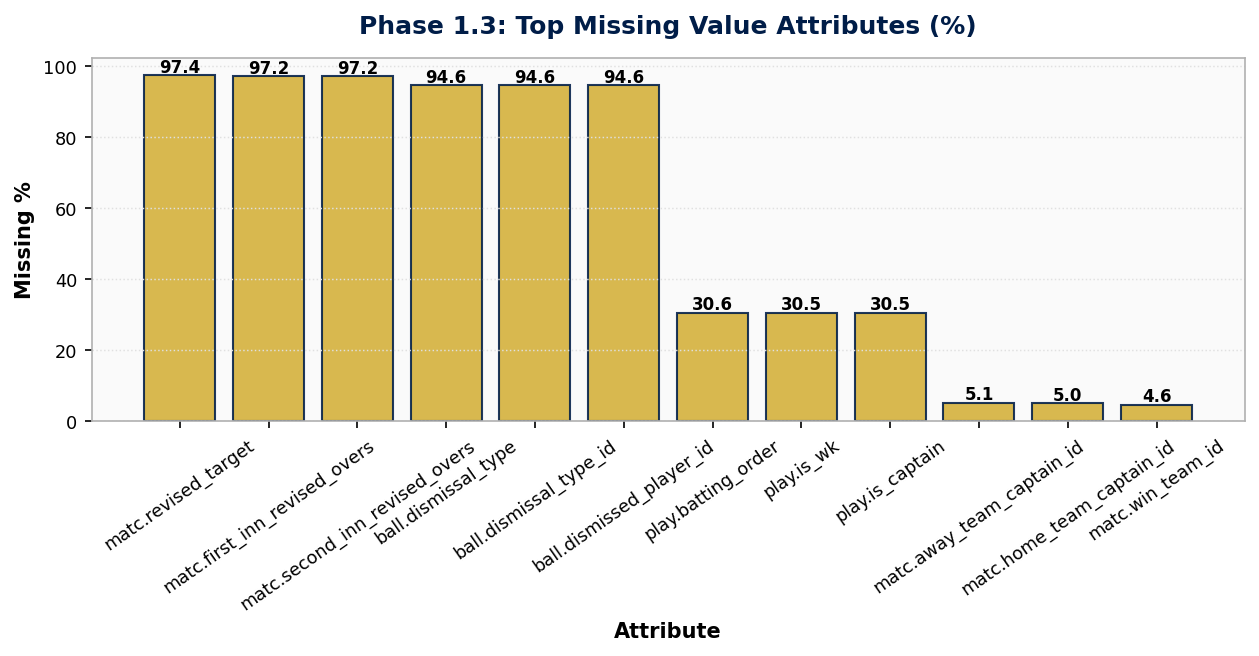 Phase 1.3: Top Missing Value Attributes (%)
Missing %
100
80
60
40
20
0
97.4
97.2
97.2
94.6
94.6
94.6
30.6
30.5
30.5
5.1
5.0
4.6
matc.revised_target
matc.first_inn_revised_overs
matc.second_inn_revised_overs
ball.dismissal_type
ball.dismissal_type_id
ball.dismissed_player_id
play.batting_order
play.is_wk
play.is_captain
matc.away_team_captain_id
matc.home_team_captain_id
matc.win_team_id
Attribute